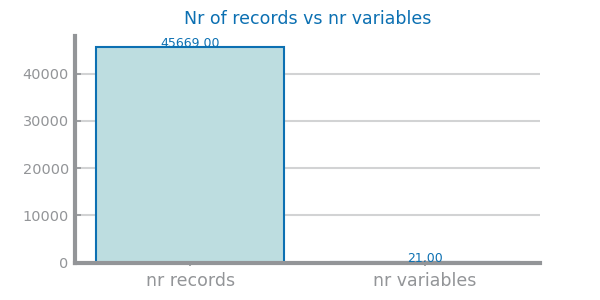 Nr of records vs nr variables
45669.00
40000
30000
20000
10000
0
21.00
nr records
nr variables